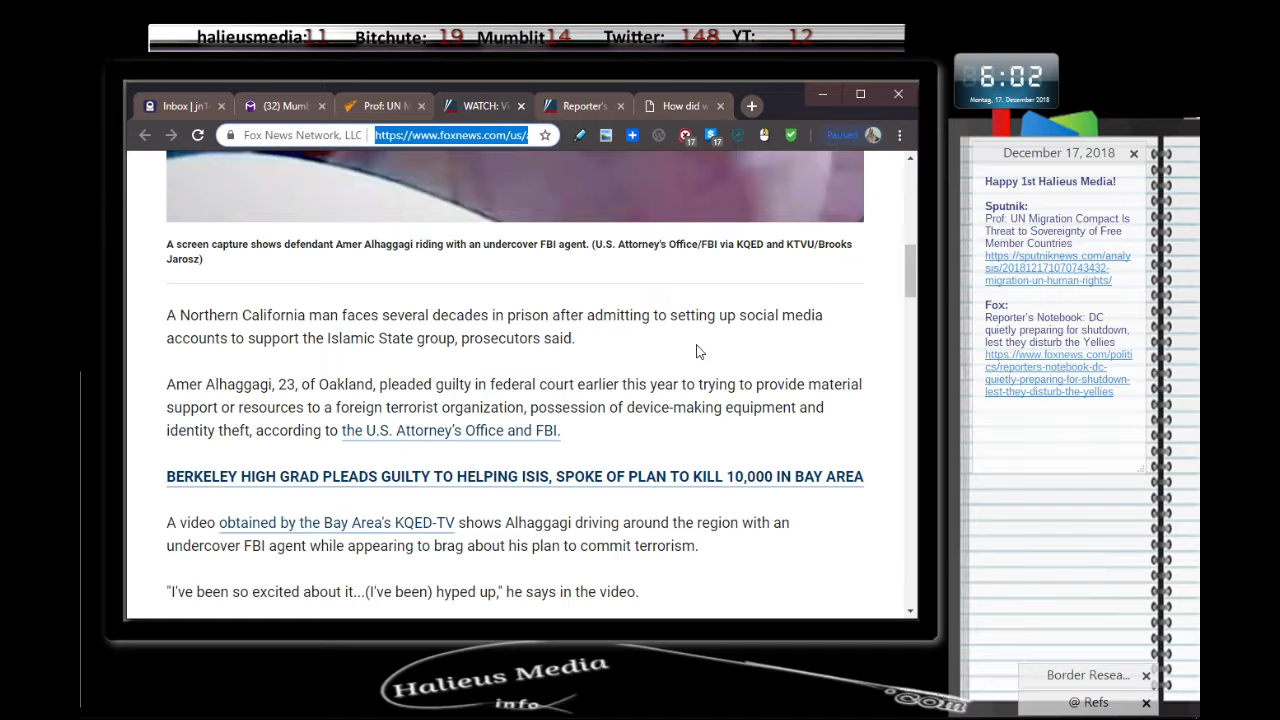 halieusmedia: 11 Bitchute: 19 Mumblit 14 Twitter: 148 YT: 12
6:02
Montag, 17. Dezember 2018
Inbox | jn
(32) Mum
Prof: UN M
WATCH: V
Reporter's
How did w
Fox News Network, LLC
https://www.foxnews.com/us/
17
17
Paused
A screen capture shows defendant Amer Alhaggagi riding with an undercover FBI agent. (U.S. Attorney's Office/FBI via KQED and KTVU/Brooks
Jarosz)
A Northern California man faces several decades in prison after admitting to setting up social media
accounts to support the Islamic State group, prosecutors said.
Amer Alhaggagi, 23, of Oakland, pleaded guilty in federal court earlier this year to trying to provide material
support or resources to a foreign terrorist organization, possession of device-making equipment and
identity theft, according to the U.S. Attorney's Office and FBI.
BERKELEY HIGH GRAD PLEADS GUILTY TO HELPING ISIS, SPOKE OF PLAN TO KILL 10,000 IN BAY AREA
A video obtained by the Bay Area's KQED-TV shows Alhaggagi driving around the region with an
undercover FBI agent while appearing to brag about his plan to commit terrorism.
"I've been so excited about it...(I've been) hyped up," he says in the video.
December 17, 2018
Happy 1st Halieus Media!
Sputnik:
Prof: UN Migration Compact Is
Threat to Sovereignty of Free
Member Countries
https://sputniknews.com/analy
sis/201812171070743432-
migration-un-human-rights/
Fox:
Reporter's Notebook: DC
quietly preparing for shutdown,
lest they disturb the Yellies
https://www.foxnews.com/politi
cs/reporters-notebook-dc-
quietly-preparing-for-shutdown-
lest-they-disturb-the-yellies
Border Resea...
@ Refs
Halieus Media
info
.com